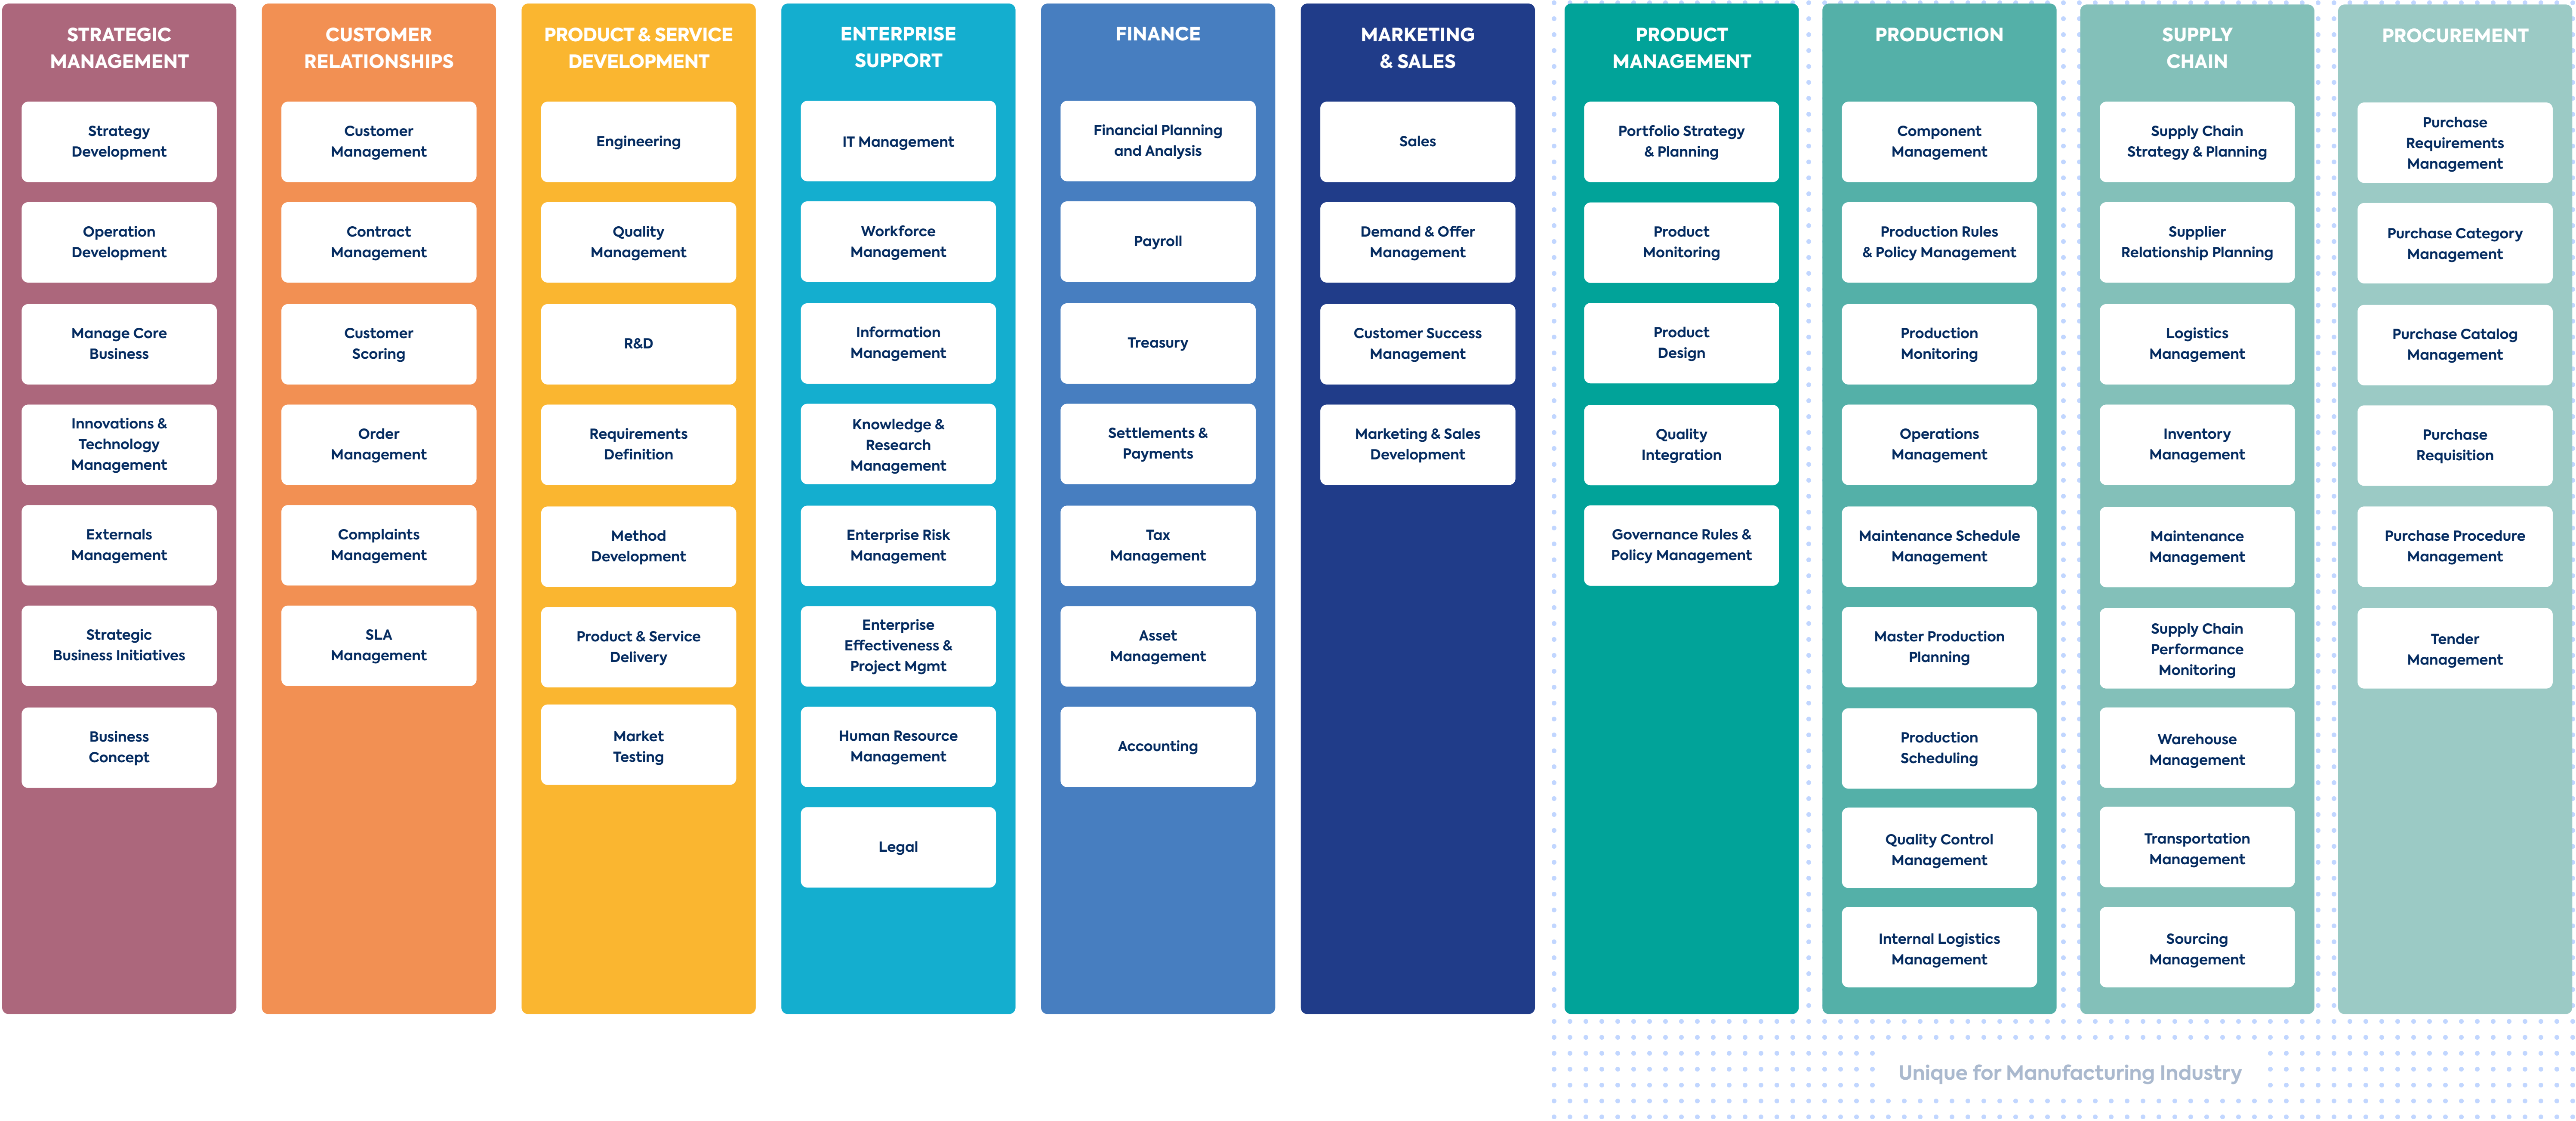 STRATEGIC
MANAGEMENT
Strategy
Development
Operation
Development
Manage Core
Business
Innovations &
Technology
Management
Externals
Management
Strategic
Business Initiatives
Business
Concept
CUSTOMER
RELATIONSHIPS
Customer
Management
Contract
Management
Customer
Scoring
Order
Management
Complaints
Management
SLA
Management
PRODUCT & SERVICE
DEVELOPMENT
Engineering
Quality
Management
R&D
Requirements
Definition
Method
Development
Product & Service
Delivery
Market
Testing
ENTERPRISE
SUPPORT
IT Management
Workforce
Management
Information
Management
Knowledge &
Research
Management
Enterprise Risk
Management
Enterprise
Effectiveness &
Project Mgmt
Human Resource
Management
Legal
FINANCE
Financial Planning
and Analysis
Payroll
Treasury
Settlements &
Payments
Tax
Management
Asset
Management
Accounting
MARKETING
& SALES
Sales
Demand & Offer
Management
Customer Success
Management
Marketing & Sales
Development
PRODUCT
MANAGEMENT
Portfolio Strategy
& Planning
Product
Monitoring
Product
Design
Quality
Integration
Governance Rules &
Policy Management
PRODUCTION
Component
Management
Production Rules
& Policy Management
Production
Monitoring
Operations
Management
Maintenance Schedule
Management
Master Production
Planning
Production
Scheduling
Quality Control
Management
Internal Logistics
Management
SUPPLY
CHAIN
Supply Chain
Strategy & Planning
Supplier
Relationship Planning
Logistics
Management
Inventory
Management
Maintenance
Management
Supply Chain
Performance
Monitoring
Warehouse
Management
Transportation
Management
Sourcing
Management
PROCUREMENT
Purchase
Requirements
Management
Purchase Category
Management
Purchase Catalog
Management
Purchase
Requisition
Purchase Procedure
Management
Tender
Management
Unique for Manufacturing Industry